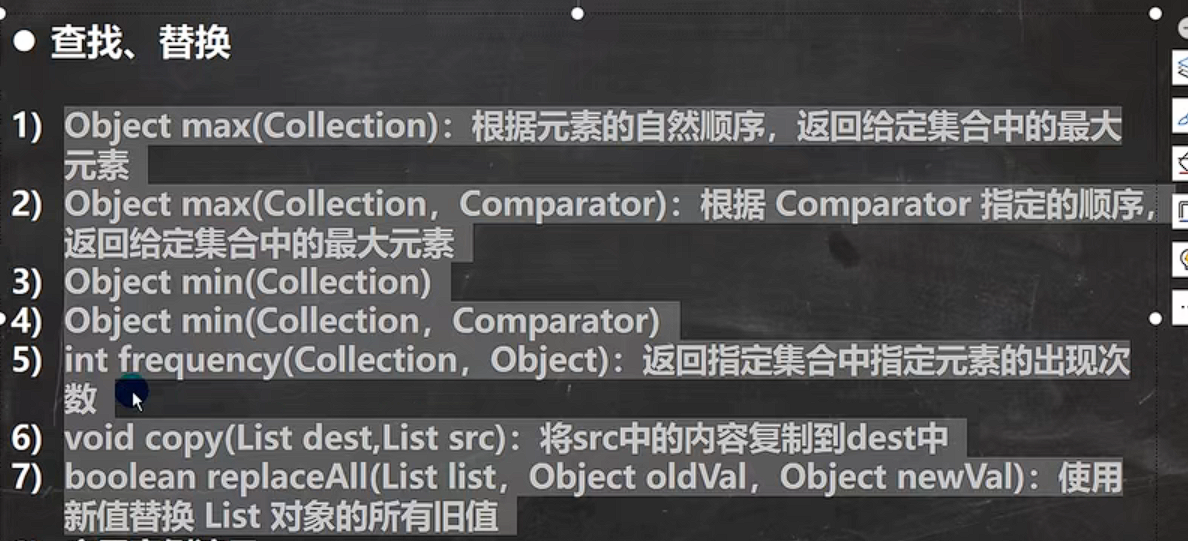 ● 查找、替换
1) Object max(Collection)：根据元素的自然顺序，返回给定集合中的最大
元素
2) Object max(Collection，Comparator)：根据 Comparator 指定的顺序，
返回给定集合中的最大元素
3) Object min(Collection)
4) Object min(Collection，Comparator)
5) int frequency(Collection，Object)：返回指定集合中指定元素的出现次
数
6) void copy(List dest,List src)：将src中的内容复制到dest中
7) boolean replaceAll(List list，Object oldVal，Object newVal)：使用
新值替换 List 对象的所有旧值